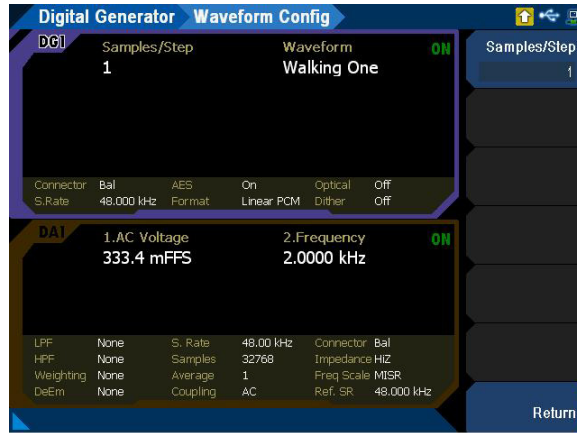 Digital Generator Waveform Config
DG1 Samples/Step Waveform ON
1 Walking One
Connector Bal AES On Optical Off
S.Rate 48.000 kHz Format Linear PCM Dither Off
DA1 1.AC Voltage 2.Frequency ON
333.4 mFFS 2.0000 kHz
LPF None S. Rate 48.00 kHz Connector Bal
HPF None Samples 32768 Impedance HiZ
Weighting None Average 1 Freq Scale MISR
DeEm None Coupling AC Ref. SR 48.000 kHz
Samples/Step
1
Return